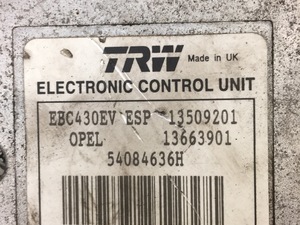 TRW Made in UK
ELECTRONIC CONTROL UNIT
EBC430EV ESP 13509201
OPEL 13663901
54084636H